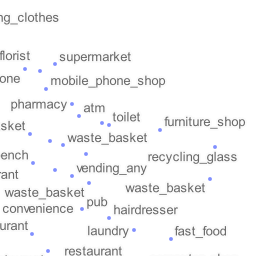 ng_clothes
florist
supermarket
one
mobile_phone_shop
pharmacy
atm
toilet
furniture_shop
sket
waste_basket
ench
recycling_glass
vending_any
rant
waste_basket
waste_basket
pub
convenience
hairdresser
urant
laundry
fast_food
restaurant